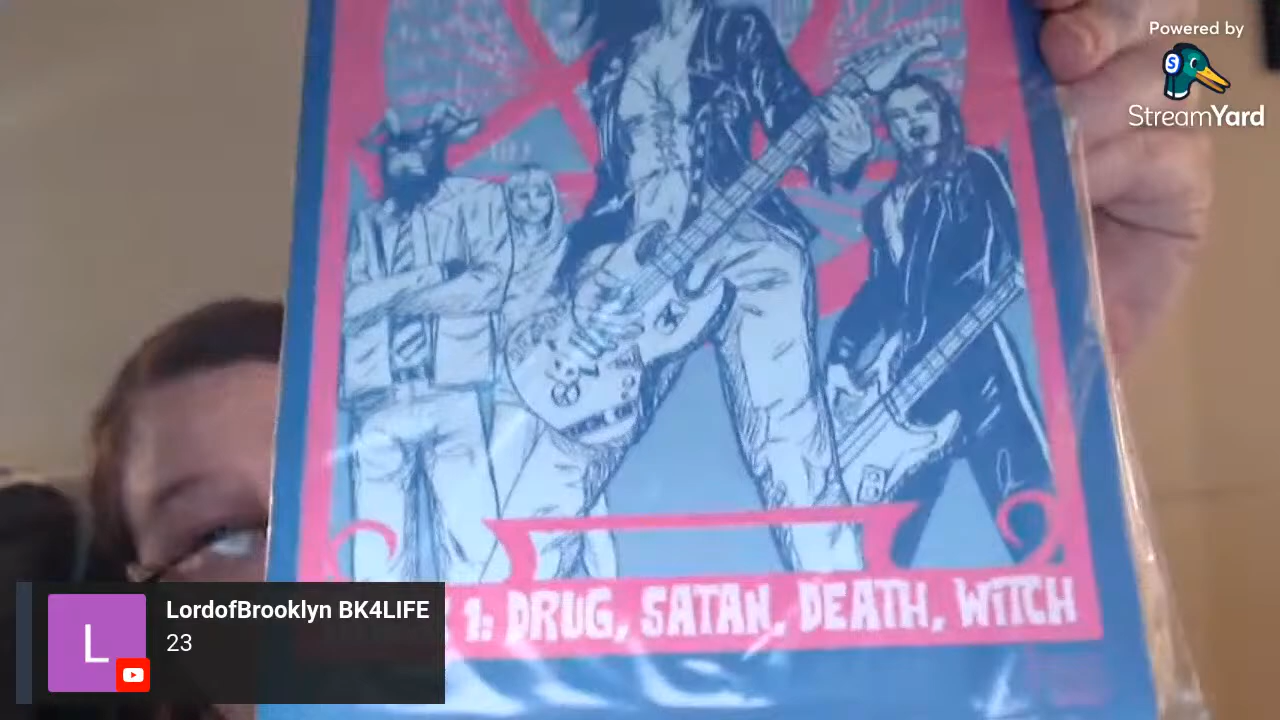 Powered by
StreamYard
1: DRUG, SATAN, DEATH, WITCH
L
LordofBrooklyn BK4LIFE
23